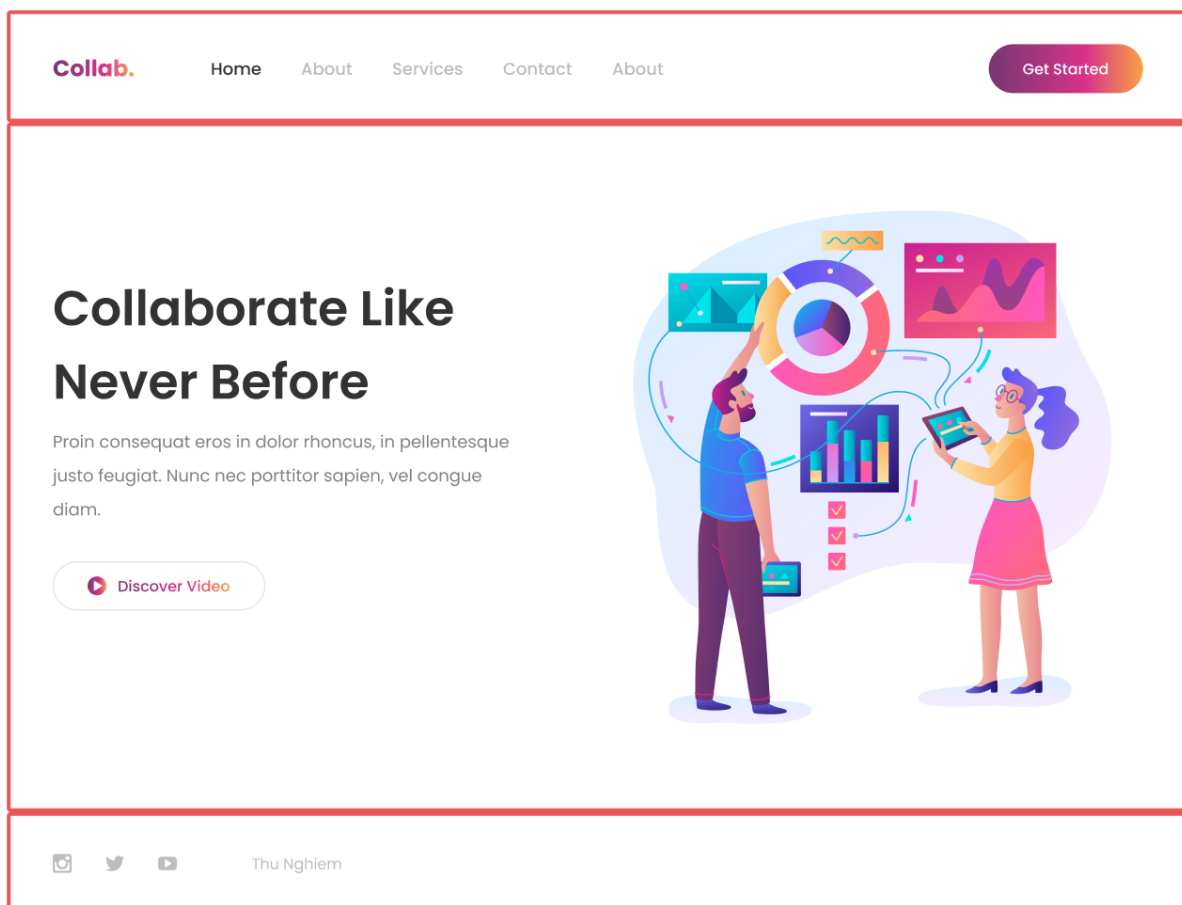 Collab.
Home About Services Contact About
Get Started
Collaborate Like
Never Before
Proin consequat eros in dolor rhoncus, in pellentesque
justo feugiat. Nunc nec porttitor sapien, vel congue
diam.
Discover Video
Thu Nghiem